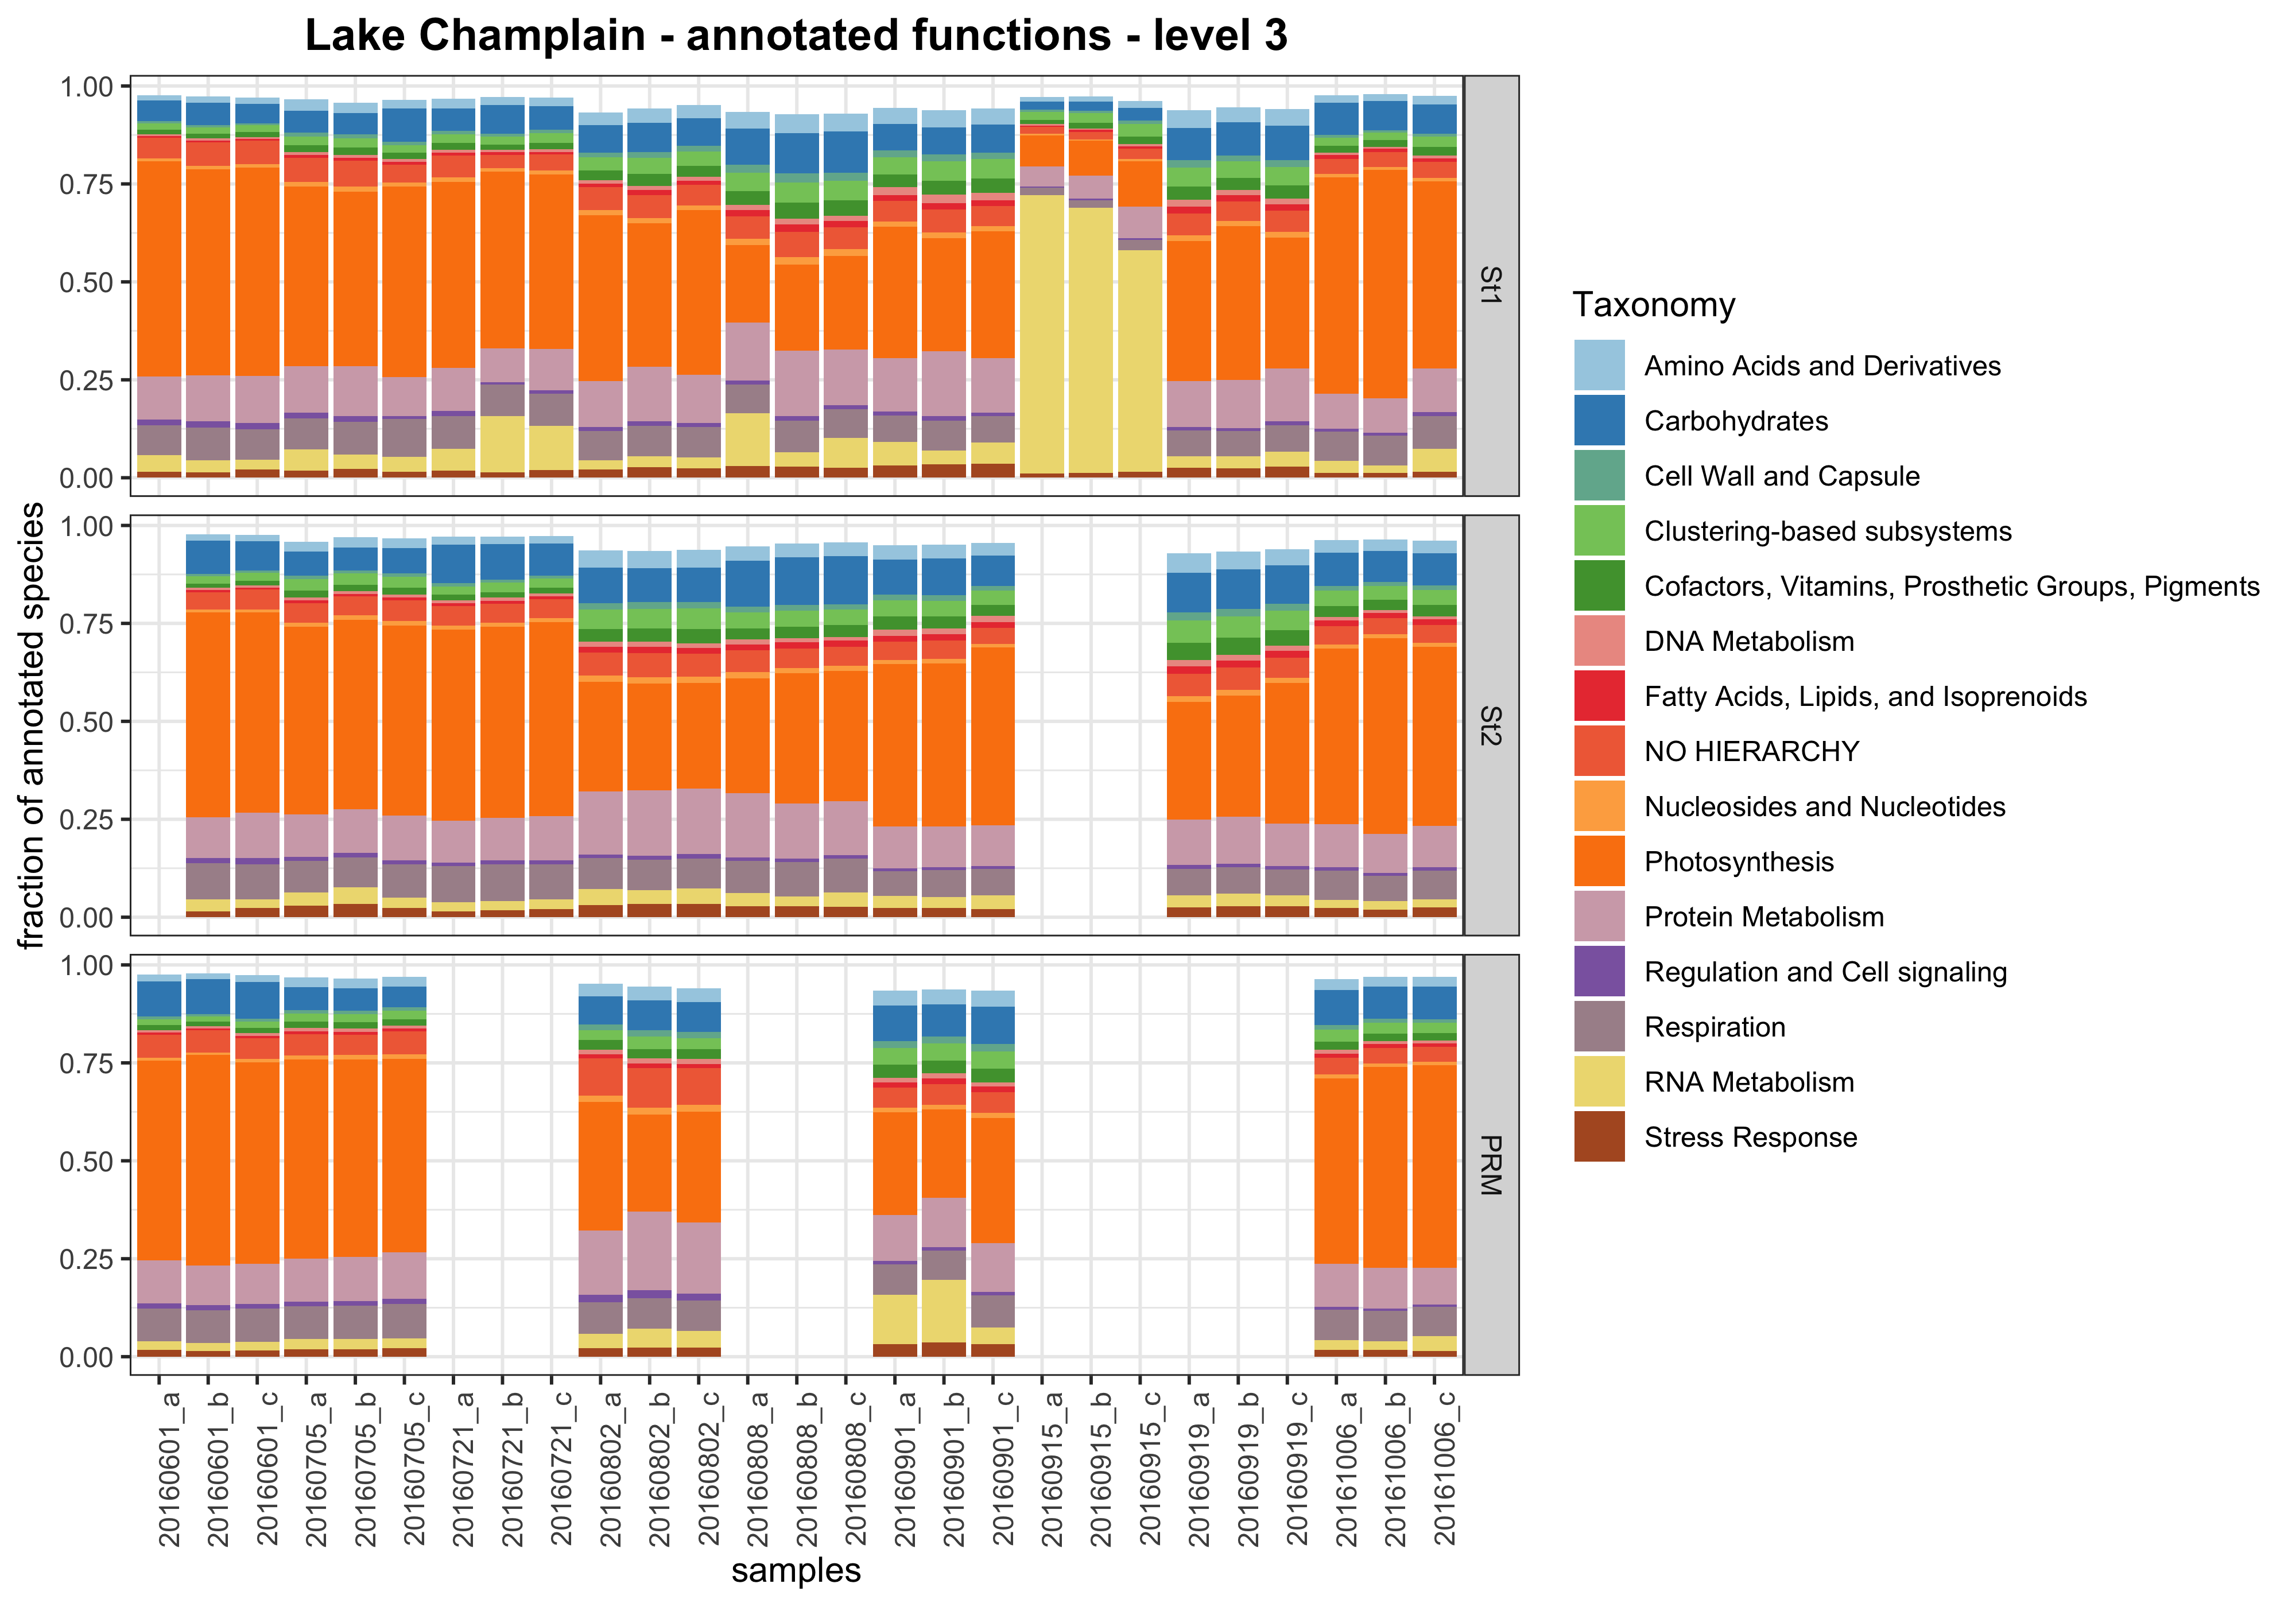 Lake Champlain - annotated functions - level 3
fraction of annotated species
1.00
0.75
0.50
0.25
0.00
St1
1.00
0.75
0.50
0.25
0.00
St2
1.00
0.75
0.50
0.25
0.00
PRM
20160601_a
20160601_b
20160601_c
20160705_a
20160705_b
20160705_c
20160721_a
20160721_b
20160721_c
20160802_a
20160802_b
20160802_c
20160808_a
20160808_b
20160808_c
20160901_a
20160901_b
20160901_c
20160915_a
20160915_b
20160915_c
20160919_a
20160919_b
20160919_c
20161006_a
20161006_b
20161006_c
samples
Taxonomy
Amino Acids and Derivatives
Carbohydrates
Cell Wall and Capsule
Clustering-based subsystems
Cofactors, Vitamins, Prosthetic Groups, Pigments
DNA Metabolism
Fatty Acids, Lipids, and Isoprenoids
NO HIERARCHY
Nucleosides and Nucleotides
Photosynthesis
Protein Metabolism
Regulation and Cell signaling
Respiration
RNA Metabolism
Stress Response